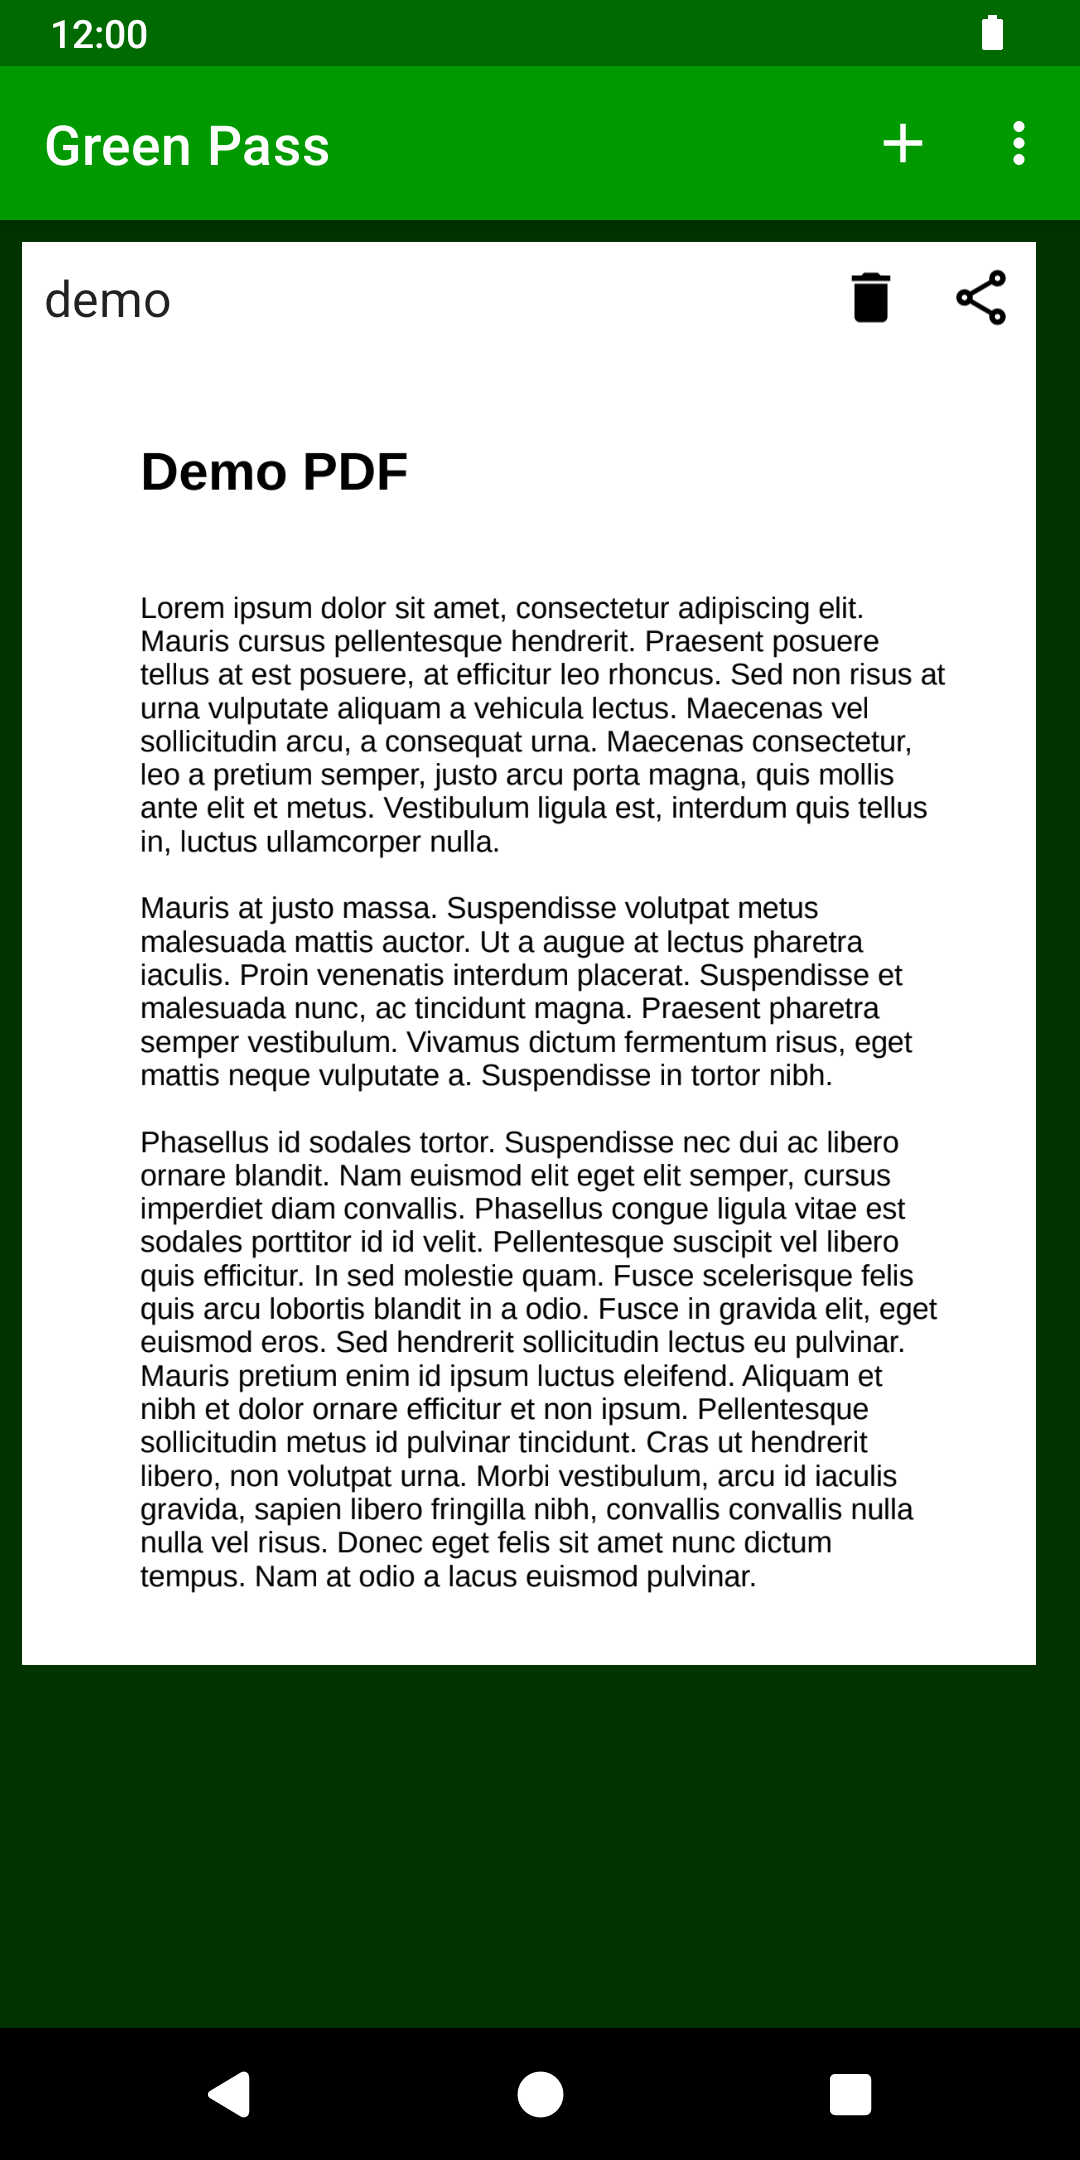 12:00
Green Pass
demo
Demo PDF
Lorem ipsum dolor sit amet, consectetur adipiscing elit.
Mauris cursus pellentesque hendrerit. Praesent posuere
tellus at est posuere, at efficitur leo rhoncus. Sed non risus at
urna vulputate aliquam a vehicula lectus. Maecenas vel
sollicitudin arcu, a consequat urna. Maecenas consectetur,
leo a pretium semper, justo arcu porta magna, quis mollis
ante elit et metus. Vestibulum ligula est, interdum quis tellus
in, luctus ullamcorper nulla.
Mauris at justo massa. Suspendisse volutpat metus
malesuada mattis auctor. Ut a augue at lectus pharetra
iaculis. Proin venenatis interdum placerat. Suspendisse et
malesuada nunc, ac tincidunt magna. Praesent pharetra
semper vestibulum. Vivamus dictum fermentum risus, eget
mattis neque vulputate a. Suspendisse in tortor nibh.
Phasellus id sodales tortor. Suspendisse nec dui ac libero
ornare blandit. Nam euismod elit eget elit semper, cursus
imperdiet diam convallis. Phasellus congue ligula vitae est
sodales porttitor id id velit. Pellentesque suscipit vel libero
quis efficitur. In sed molestie quam. Fusce scelerisque felis
quis arcu lobortis blandit in a odio. Fusce in gravida elit, eget
euismod eros. Sed hendrerit sollicitudin lectus eu pulvinar.
Mauris pretium enim id ipsum luctus eleifend. Aliquam et
nibh et dolor ornare efficitur et non ipsum. Pellentesque
sollicitudin metus id pulvinar tincidunt. Cras ut hendrerit
libero, non volutpat urna. Morbi vestibulum, arcu id iaculis
gravida, sapien libero fringilla nibh, convallis convallis nulla
nulla vel risus. Donec eget felis sit amet nunc dictum
tempus. Nam at odio a lacus euismod pulvinar.